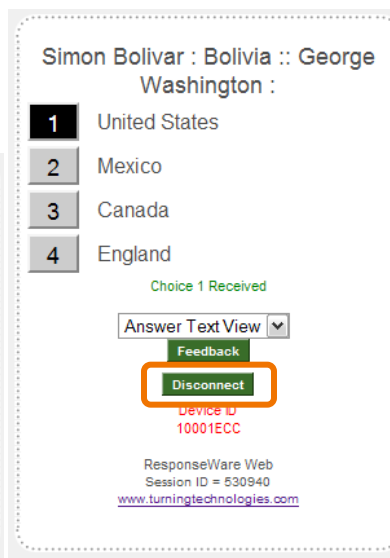 Simon Bolivar : Bolivia :: George
Washington :
1 United States
2 Mexico
3 Canada
4 England
Choice 1 Received
Answer Text View
Feedback
Disconnect
Device ID
10001ECC
ResponseWare Web
Session ID = 530940
www.turningtechnologies.com